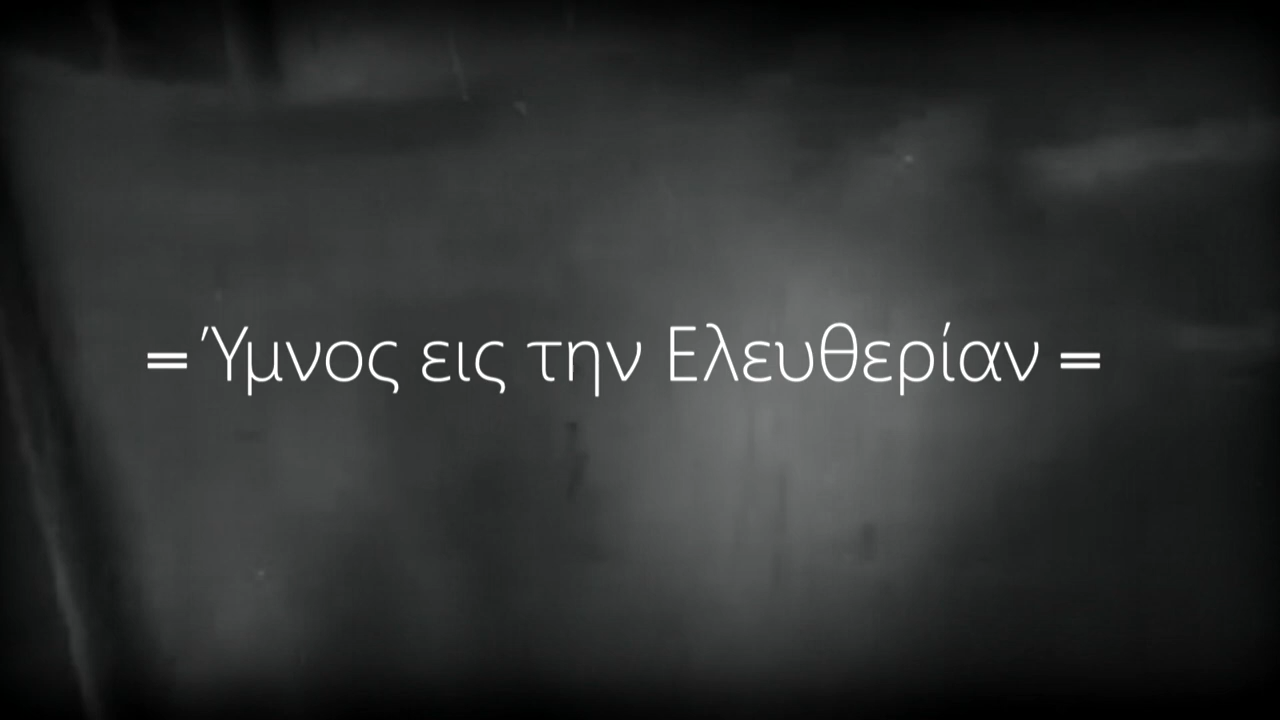 = Ύμνος εις την Ελευθερίαν =